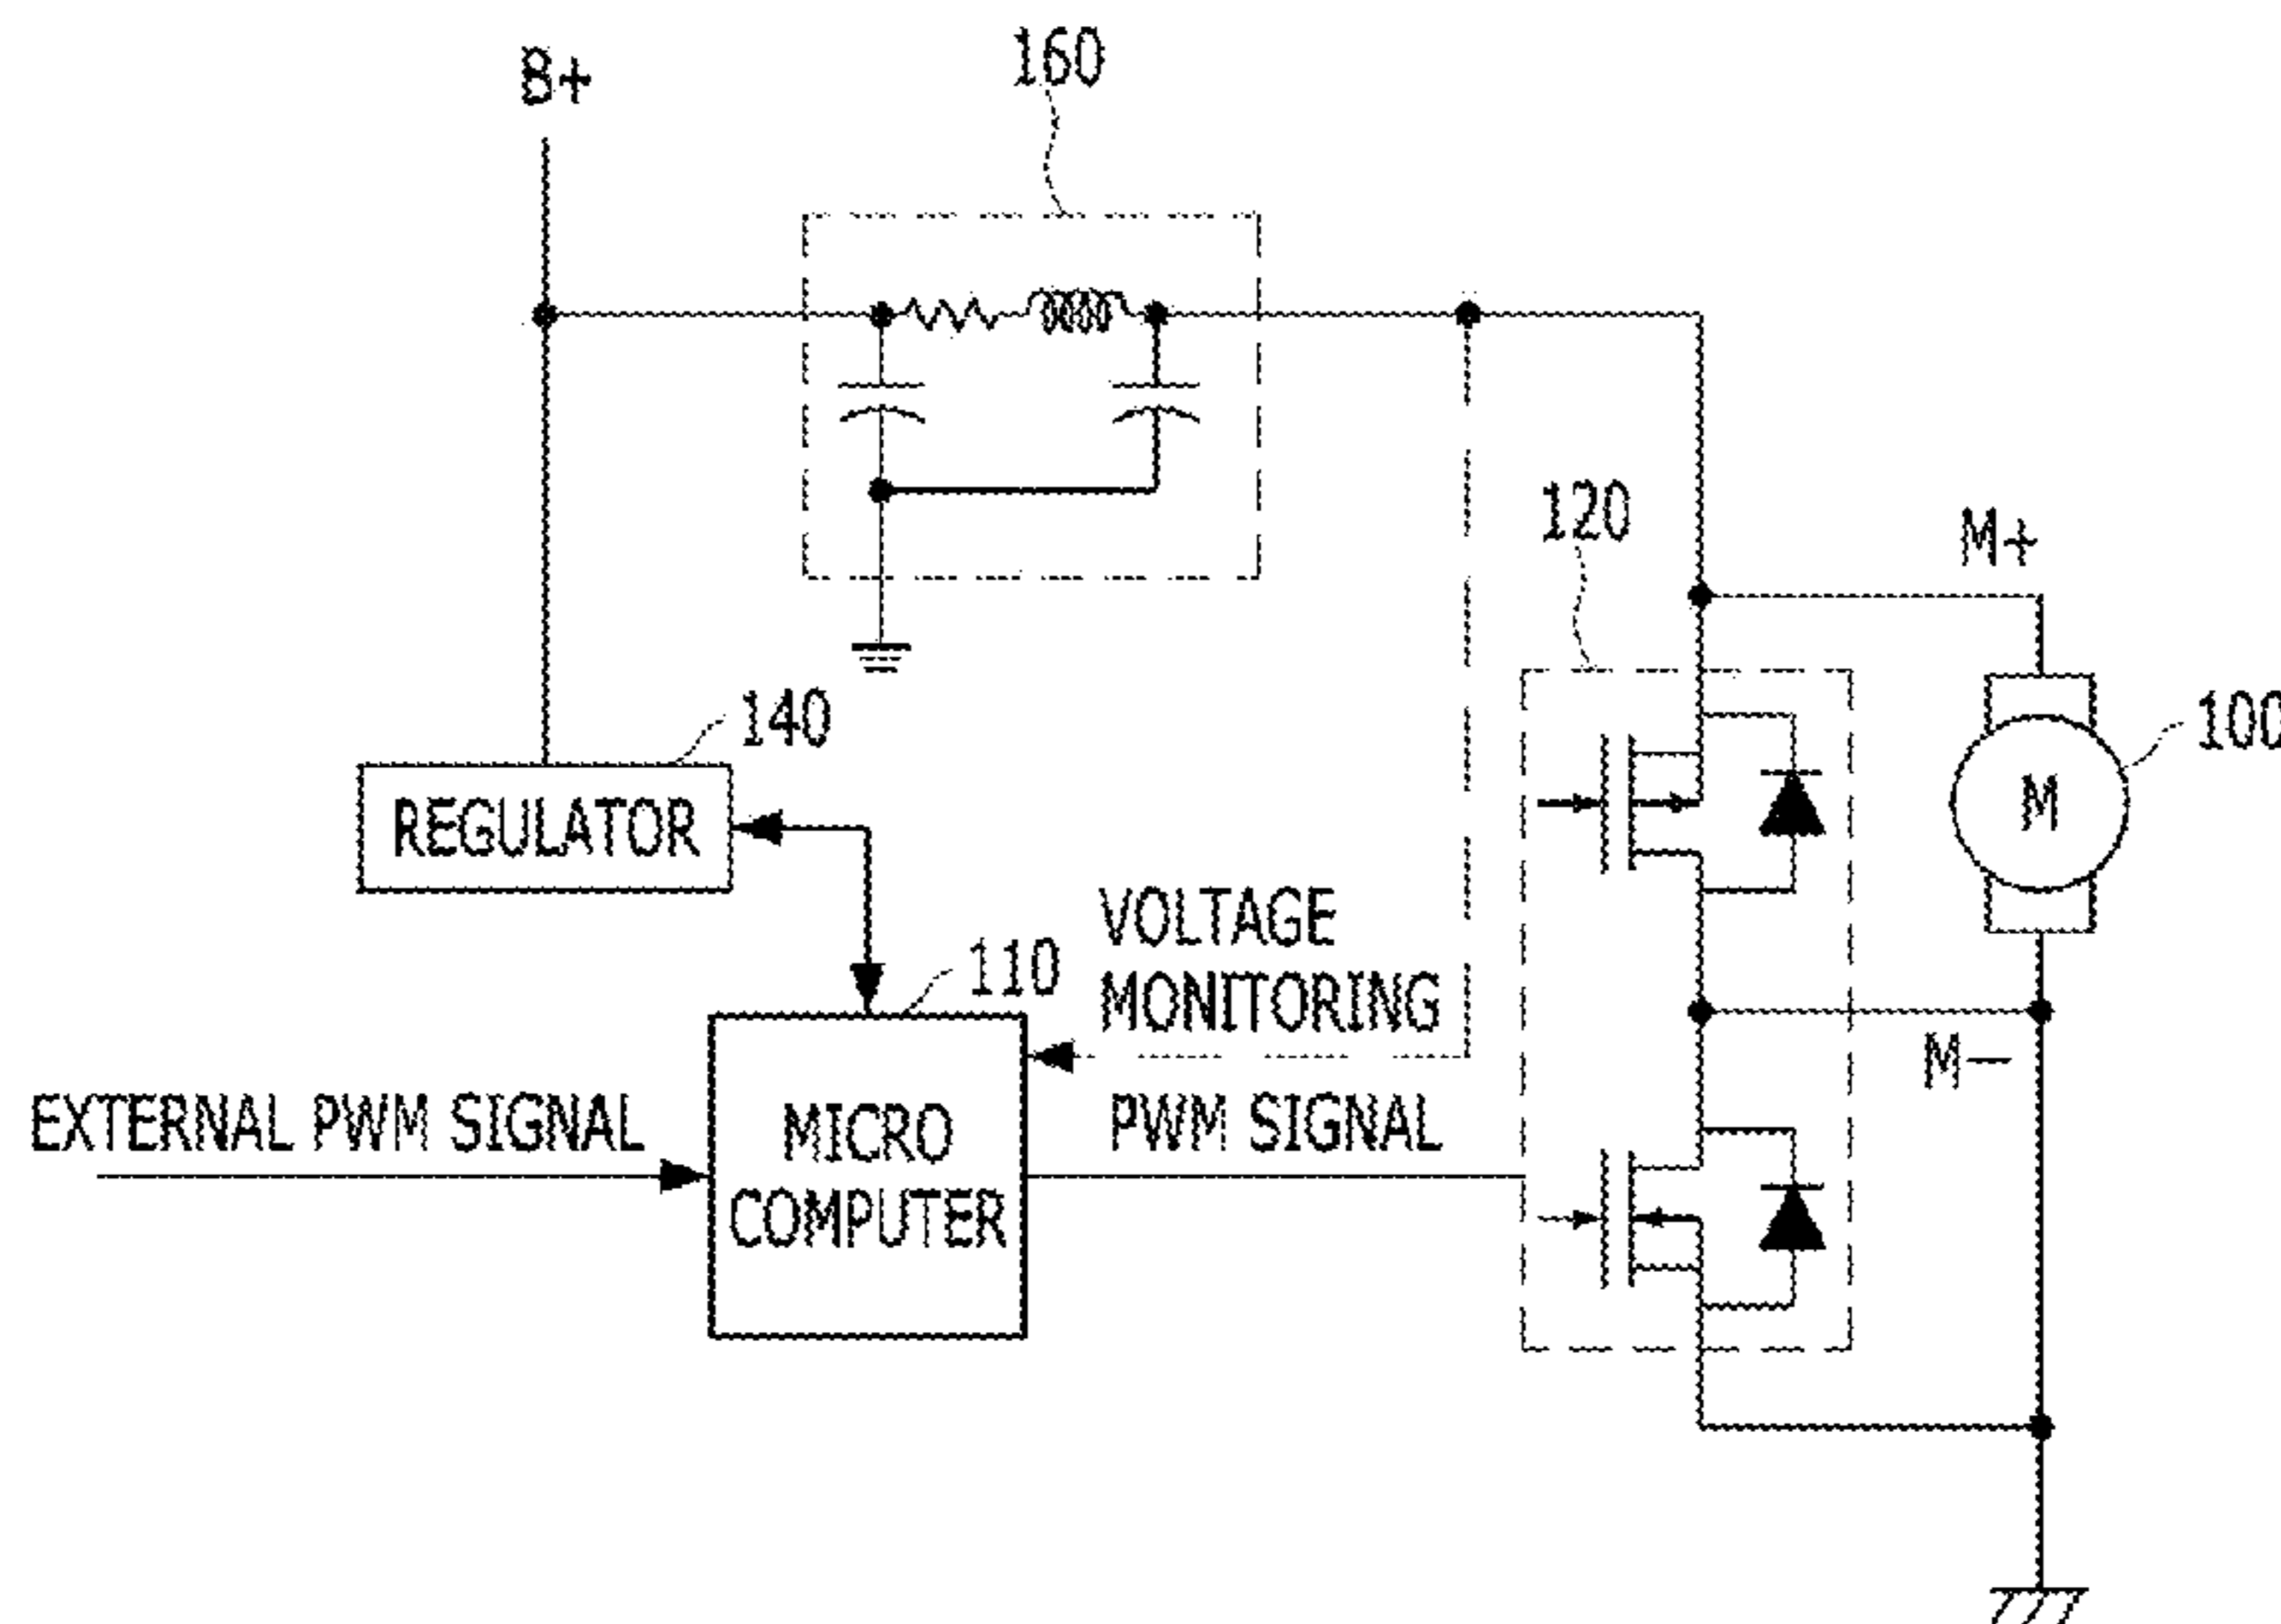 B+
160
120
M+
140
100
REGULATOR
M
VOLTAGE
MONITORING
110
M-
EXTERNAL PWM SIGNAL
MICRO
COMPUTER
PWM SIGNAL